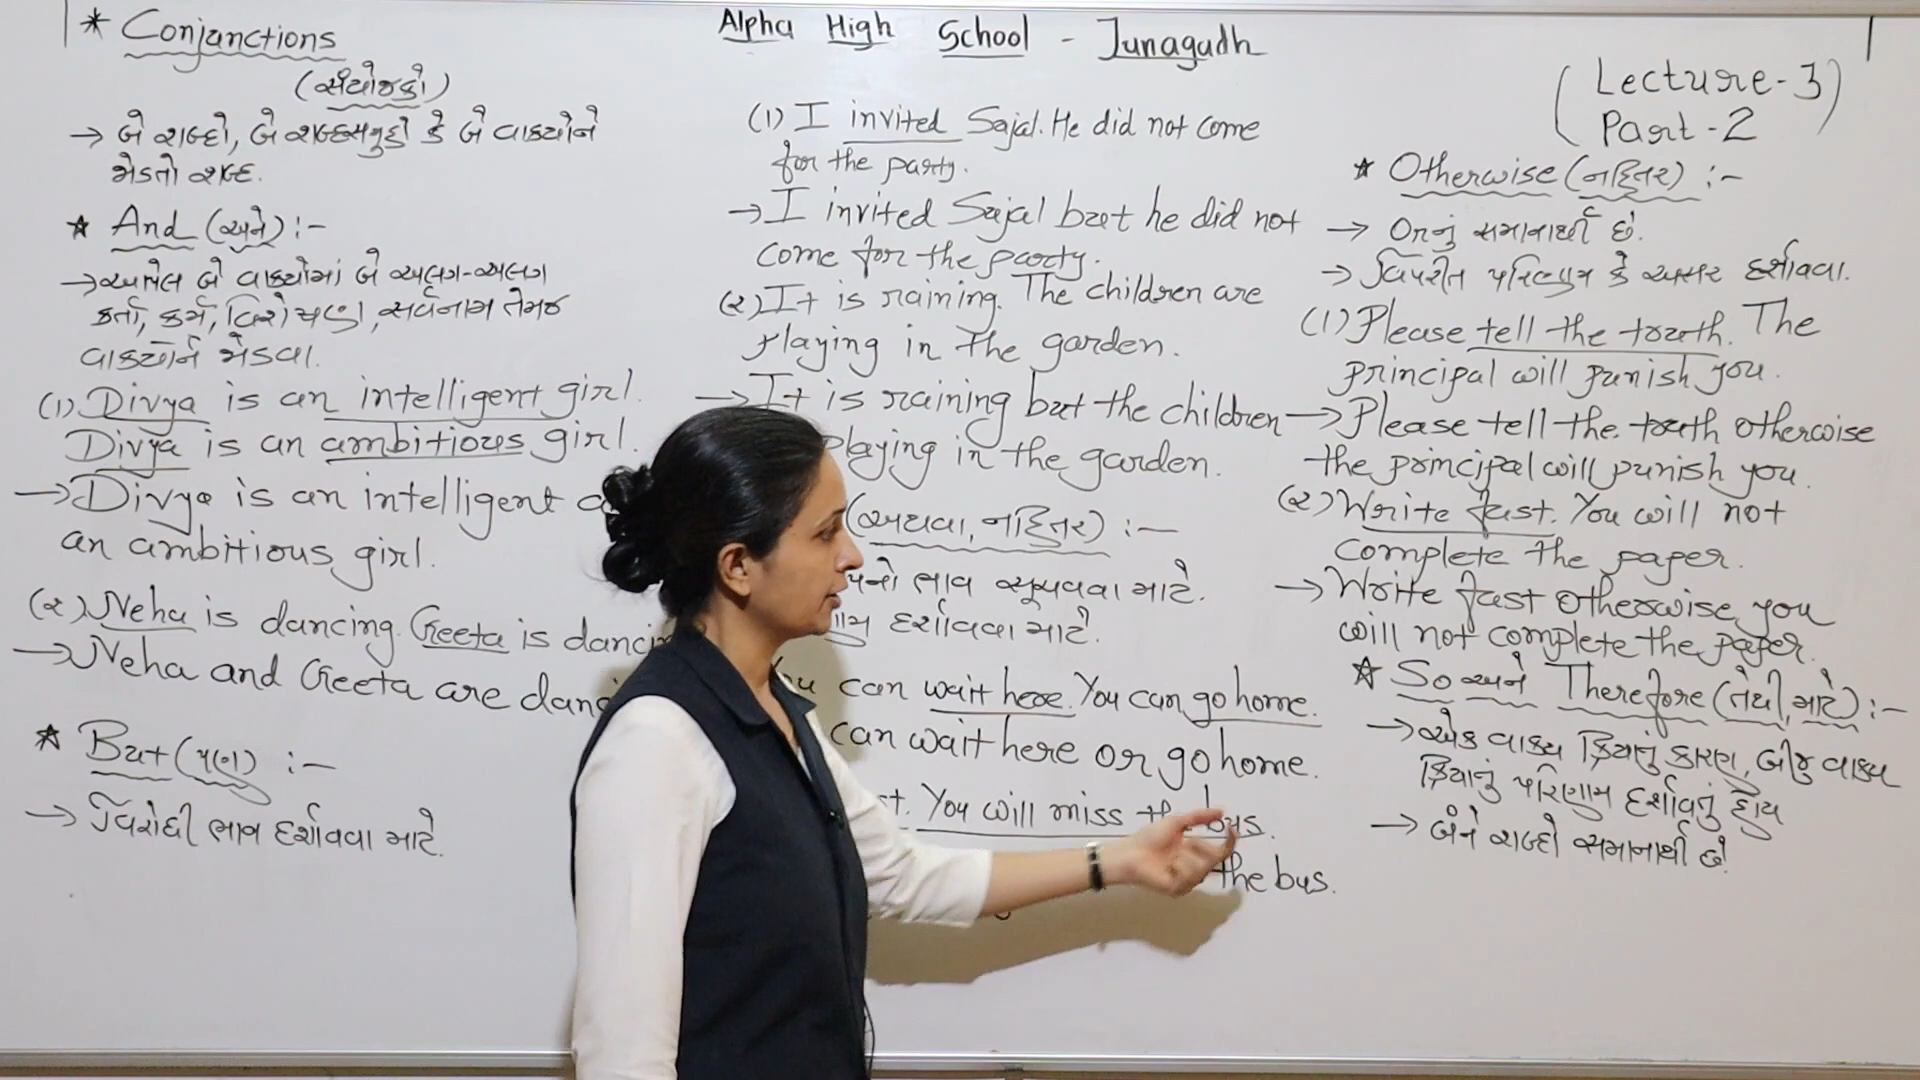 * Conjunctions
(સંયોજકો)
→ બે શબ્દો, બે શબ્દસમુહો કે બે વાક્યોને
જોડતો શબ્દ.
* And (અને) :-
→ આપેલ બે વાક્યોમાં બે અલગ-અલગ
કર્તા, કર્મ, વિશેષણ, સર્વનામ તેમજ
વાક્યોને જોડવા.
(1) Divya is an intelligent girl.
Divya is an ambitious girl.
→ Divya is an intelligent
an ambitious girl.
(૨) Neha is dancing. Geeta is
→ Neha and Geeta are
* But (પણ) :-
→ વિરોધી ભાવ દર્શાવવા માટે.
Alpha High School - Junagadh
(1) I invited Sajal. He did not come
for the party.
→ I invited Sajal but he did not
come for the party.
(૨) It is raining. The children are
playing in the garden.
→ It is raining but the children
playing in the garden.
(અથવા, નહિતર) :-
ભાવ સૂચવવા માટે.
દર્શાવવા માટે.
can wait here. You can go home.
can wait here or go home.
You will miss the bus.
the bus.
(Lecture-3
Part-2)
* Otherwise (નહિતર) :-
→ Orનું સમાનાર્થી છે.
→ વિપરીત પરિણામ કે અસર દર્શાવવા.
(1) Please tell the truth. The
principal will punish you.
→ Please tell the truth otherwise
the principal will punish you.
(૨) Write fast. You will not
complete the paper.
→ Write fast otherwise you
will not complete the paper.
* So અને Therefore (તેથી, માટે) :-
→ એક વાક્ય ક્રિયાનું કારણ, બીજુ વાક્ય
ક્રિયાનું પરિણામ દર્શાવતું હોય
→ બંને શબ્દો સમાનાર્થી છે.